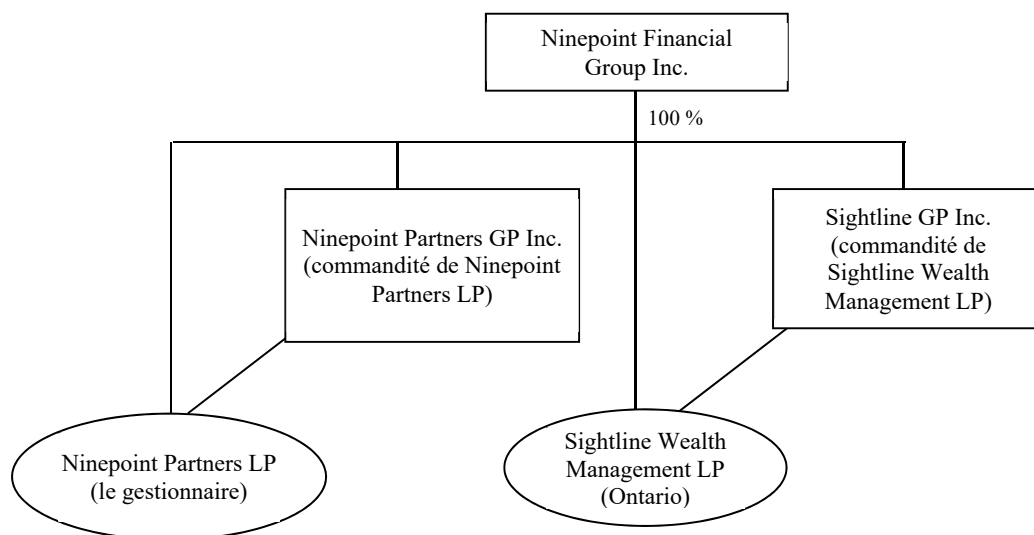 Ninepoint Financial
Group Inc.
100 %
Ninepoint Partners GP Inc.
(commandité de Ninepoint
Partners LP)
Sightline GP Inc.
(commandité de
Sightline Wealth
Management LP)
Ninepoint Partners LP
(le gestionnaire)
Sightline Wealth
Management LP
(Ontario)